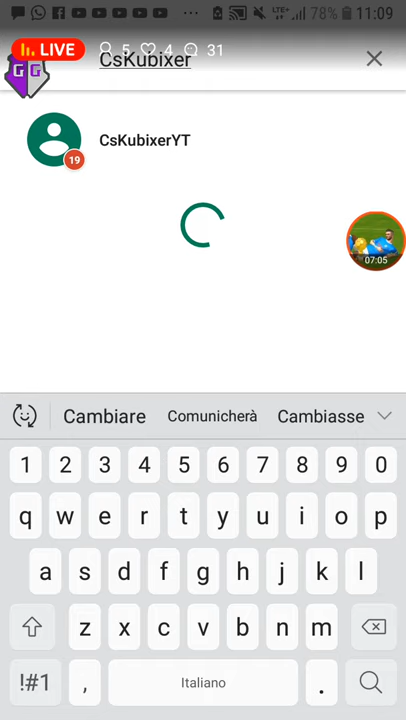 78% 11:09
LIVE 5 4 31
CsKubixer
G G
CsKubixerYT
19
07:05
Cambiare Comunicherà Cambiasse
1 2 3 4 5 6 7 8 9 0
q w e r t y u i o p
a s d f g h j k l
z x c v b n m
!#1 , Italiano .